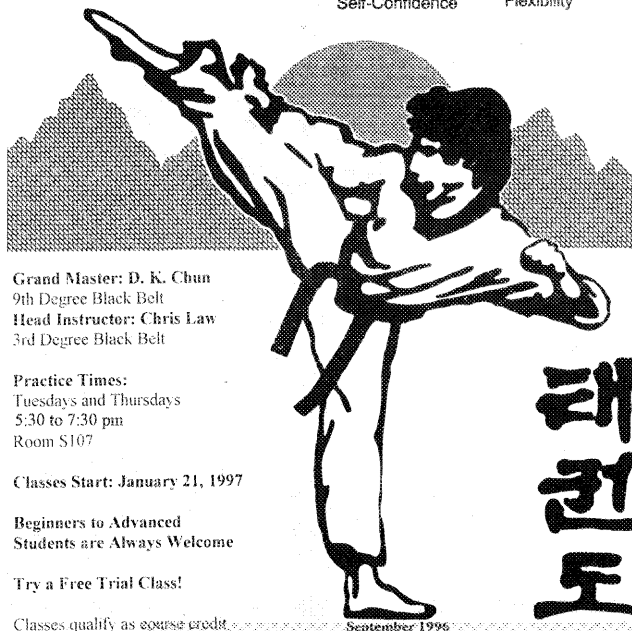 Self-Confidence Flexibility
Grand Master: D. K. Chun
9th Degree Black Belt
Head Instructor: Chris Law
3rd Degree Black Belt
Practice Times:
Tuesdays and Thursdays
5:30 to 7:30 pm
Room S107
Classes Start: January 21, 1997
Beginners to Advanced
Students are Always Welcome
Try a Free Trial Class!
Classes qualify as course credit
September 1996
태
권
도